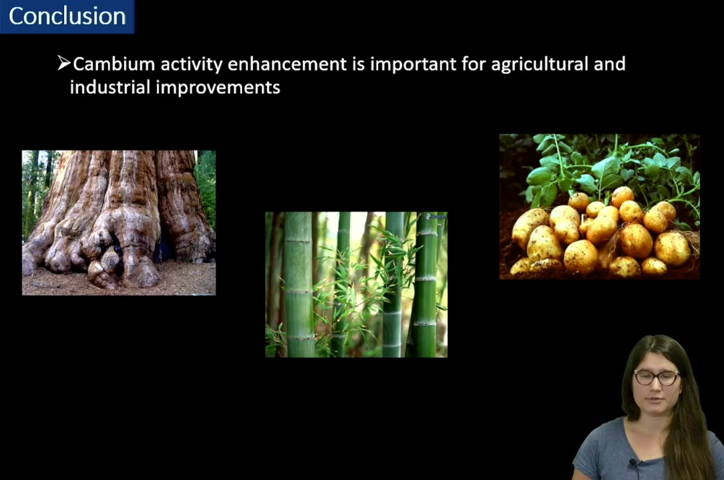 Conclusion
➢Cambium activity enhancement is important for agricultural and
industrial improvements